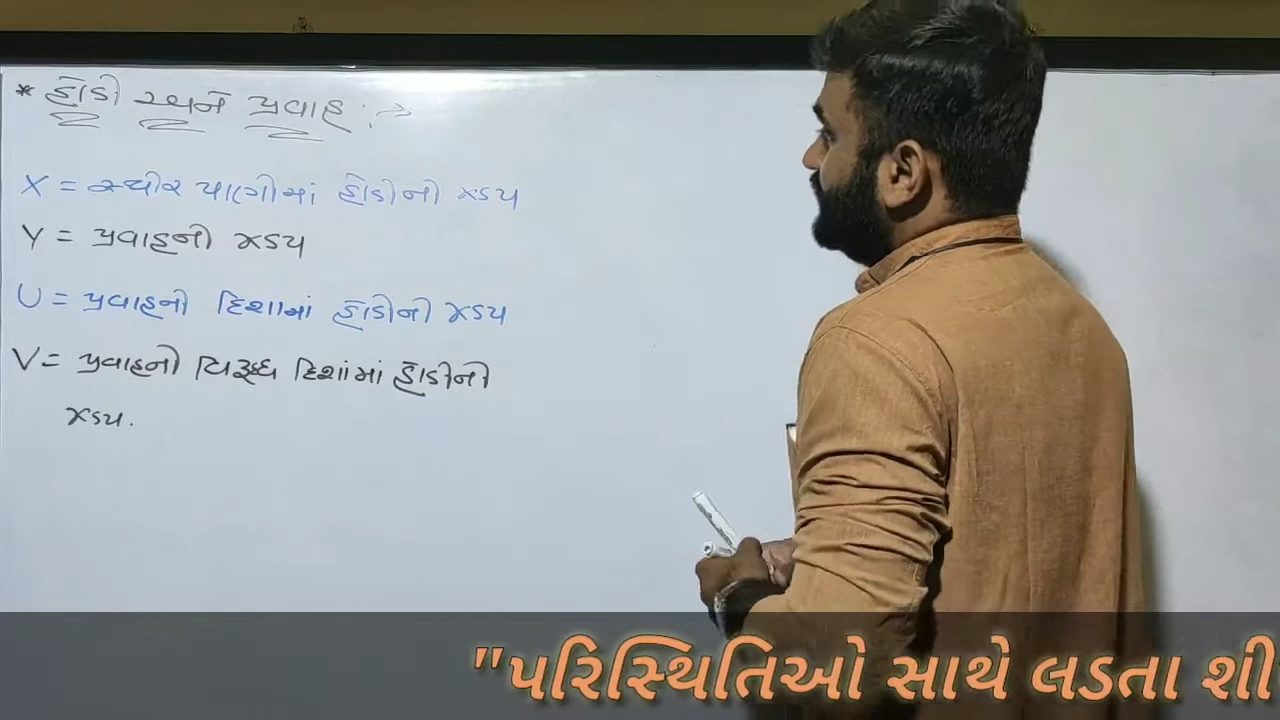 * હોડી અને પ્રવાહ :->
X = સ્થીર પાણીમાં હોડીની ઝડપ
Y = પ્રવાહની ઝડપ
U = પ્રવાહની દિશામાં હોડીની ઝડપ
V = પ્રવાહની વિરૂધ્ધ દિશાંમાં હોડીની
ઝડપ.
"પરિસ્થિતિઓ સાથે લડતા શી